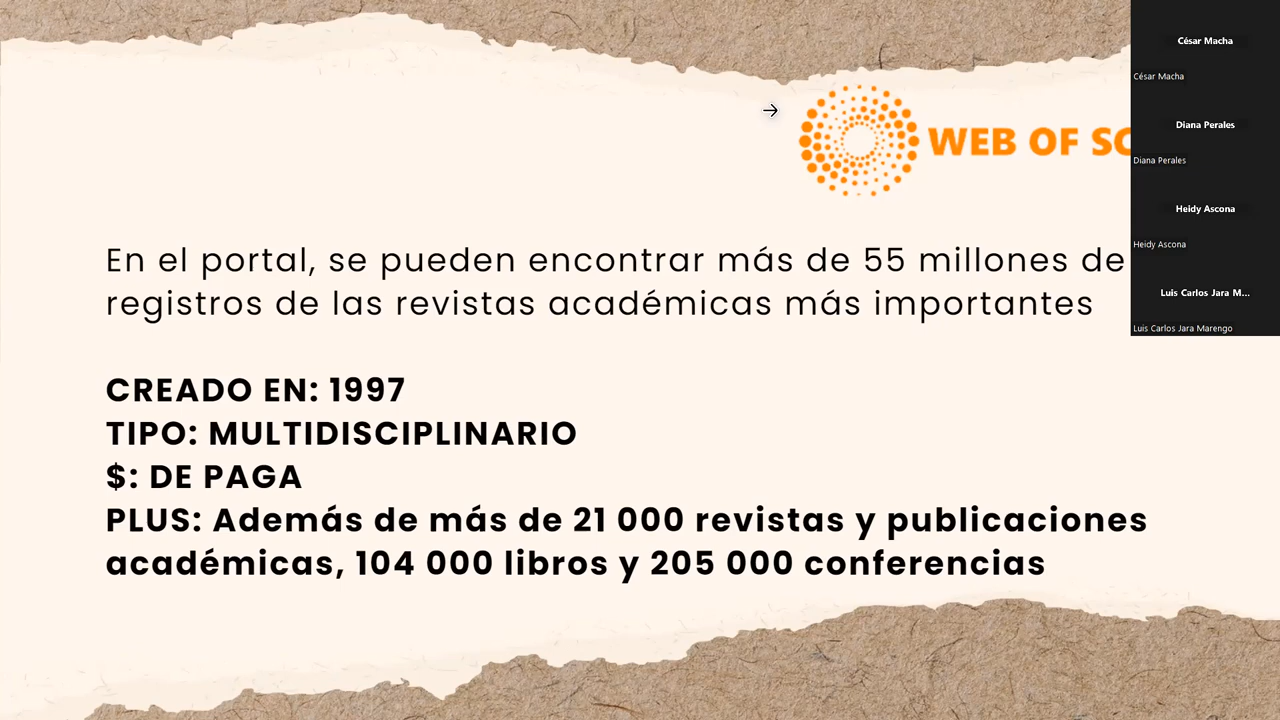 WEB OF SC
En el portal, se pueden encontrar más de 55 millones de
registros de las revistas académicas más importantes
CREADO EN: 1997
TIPO: MULTIDISCIPLINARIO
$: DE PAGA
PLUS: Además de más de 21 000 revistas y publicaciones
académicas, 104 000 libros y 205 000 conferencias
César Macha
César Macha
Diana Perales
Diana Perales
Heidy Ascona
Heidy Ascona
Luis Carlos Jara M...
Luis Carlos Jara Marengo